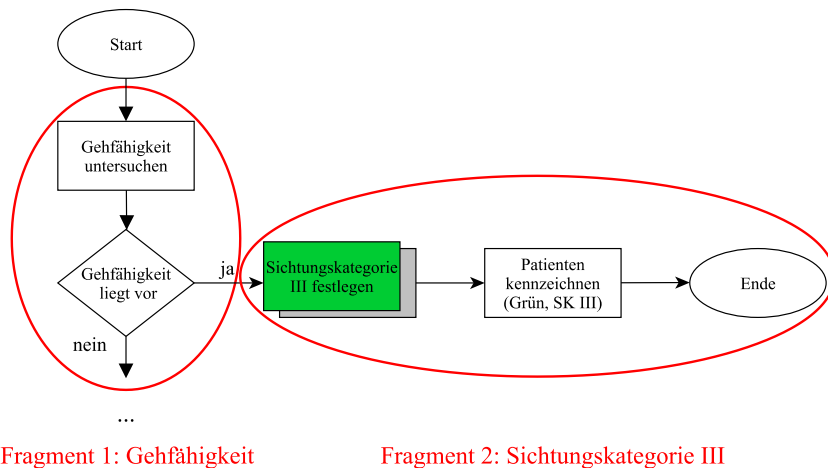 Start
Gehfähigkeit
untersuchen
Gehfähigkeit
liegt vor
ja
nein
...
Sichtungskategorie
III festlegen
Patienten
kennzeichnen
(Grün, SK III)
Ende
Fragment 1: Gehfähigkeit
Fragment 2: Sichtungskategorie III